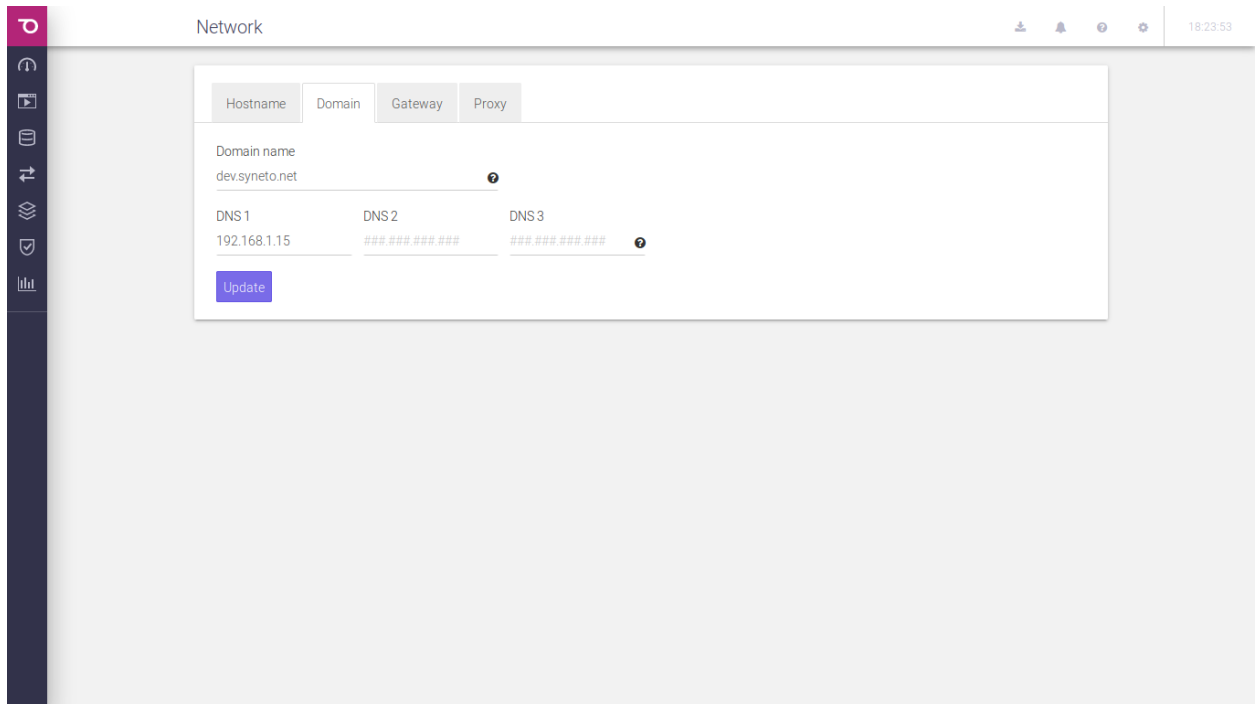 Network
18:23:53
Hostname Domain Gateway Proxy
Domain name
dev.syneto.net
DNS 1 DNS 2 DNS 3
192.168.1.15 ###.###.###.### ###.###.###.###
Update